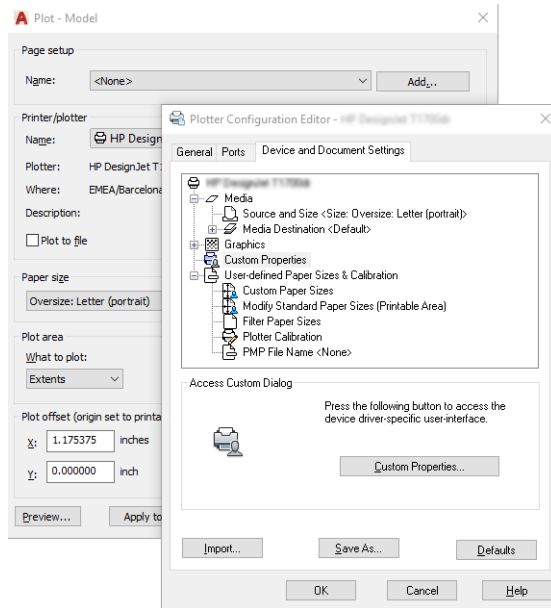 Plot - Model
Page setup
Name: <None> Add...
Printer/plotter
Name: HP Design
Plotter: HP DesignJet T
Where: EMEA/Barcelona
Description:
Plot to file
Paper size
Oversize: Letter (portrait)
Plot area
What to plot:
Extents
Plot offset (origin set to printa
X: 1.175375 inches
Y: 0.000000 inch
Preview... Apply to
Plotter Configuration Editor - HP DesignJet T1700dr
General Ports Device and Document Settings
HP DesignJet T1700dr
Media
Source and Size <Size: Oversize: Letter (portrait)>
Media Destination <Default>
Graphics
Custom Properties
User-defined Paper Sizes & Calibration
Custom Paper Sizes
Modify Standard Paper Sizes (Printable Area)
Filter Paper Sizes
Plotter Calibration
PMP File Name <None>
Access Custom Dialog
Press the following button to access the
device driver-specific user-interface.
Custom Properties...
Import... Save As... Defaults
OK Cancel Help